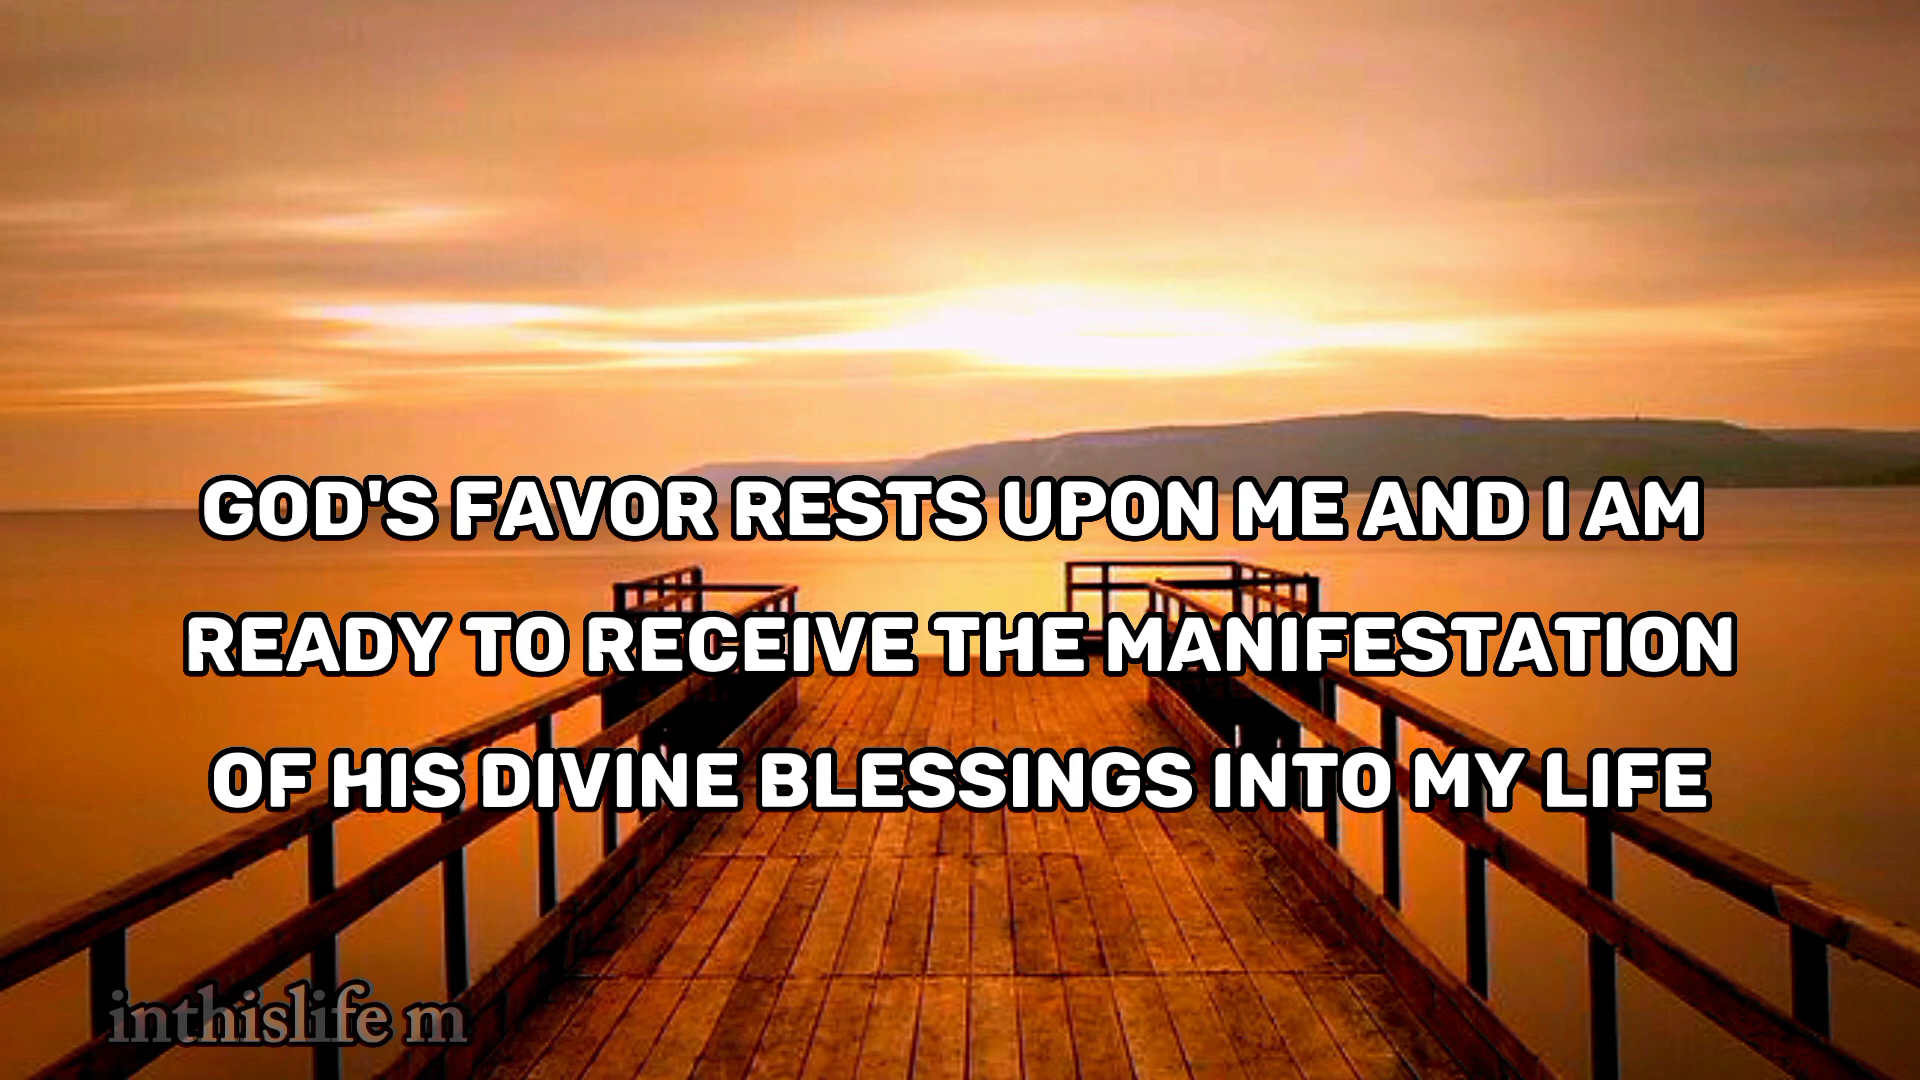 GOD'S FAVOR RESTS UPON ME AND I AM
READY TO RECEIVE THE MANIFESTATION
OF HIS DIVINE BLESSINGS INTO MY LIFE
inthislife m